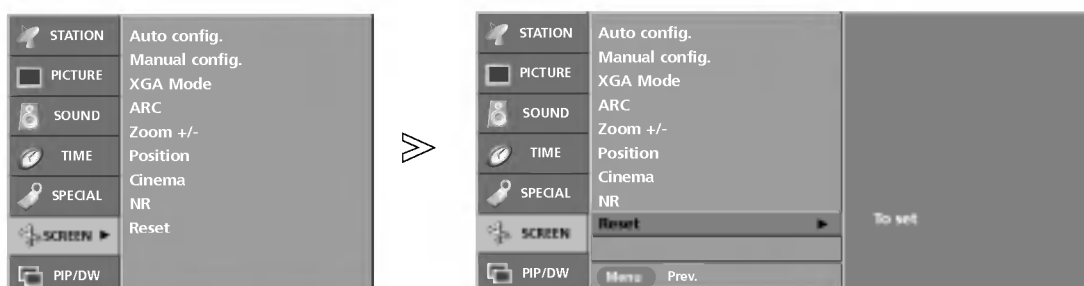 STATION
PICTURE
SOUND
TIME
SPECIAL
SCREEN
PIP/DW
Auto config.
Manual config.
XGA Mode
ARC
Zoom +/-
Position
Cinema
NR
Reset
STATION
PICTURE
SOUND
TIME
SPECIAL
SCREEN
PIP/DW
Auto config.
Manual config.
XGA Mode
ARC
Zoom +/-
Position
Cinema
NR
Reset
Menu Prev.
To set